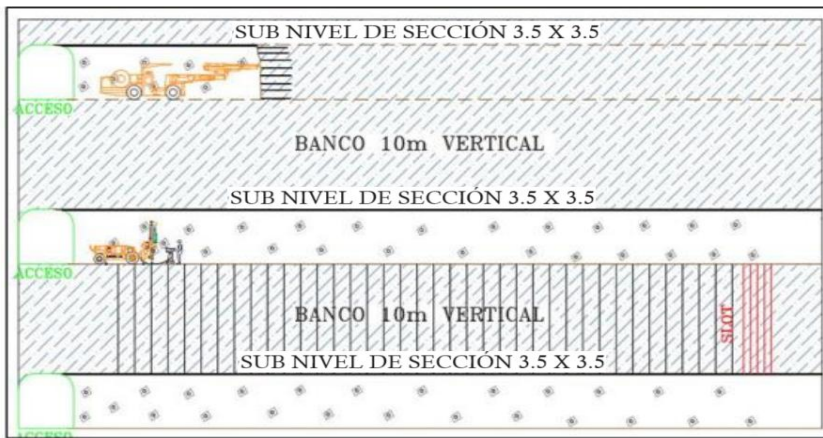 SUB NIVEL DE SECCIÓN 3.5 X 3.5
ACCESO
BANCO 10m VERTICAL
SUB NIVEL DE SECCIÓN 3.5 X 3.5
ACCESO
BANCO 10m VERTICAL
SLOT
SUB NIVEL DE SECCIÓN 3.5 X 3.5
ACCESO